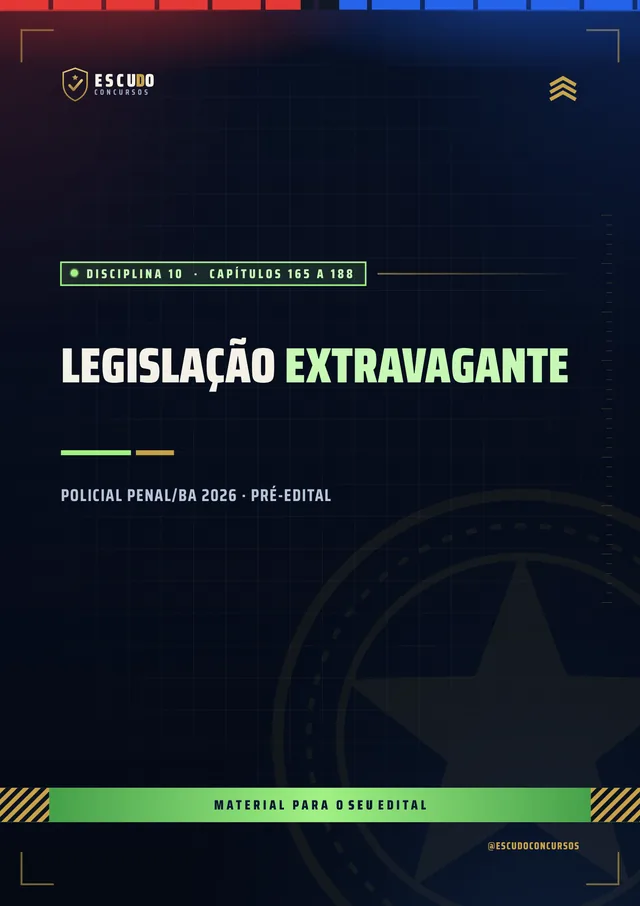 ESCUDO
CONCURSOS
DISCIPLINA 10 · CAPÍTULOS 165 A 188
LEGISLAÇÃO EXTRAVAGANTE
POLICIAL PENAL/BA 2026 · PRÉ-EDITAL
MATERIAL PARA O SEU EDITAL
@ESCUDOCONCURSOS